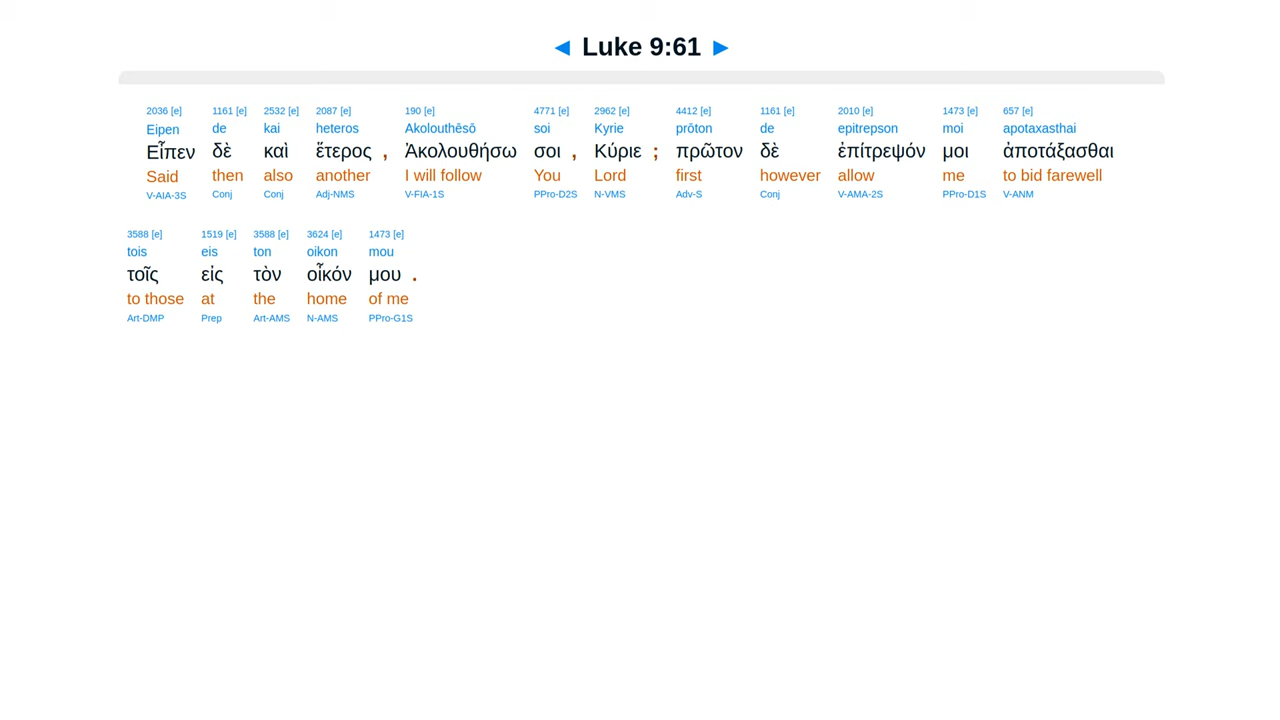 ◄ Luke 9:61 ►
2036 [e] 1161 [e] 2532 [e] 2087 [e] 190 [e] 4771 [e] 2962 [e] 4412 [e] 1161 [e] 2010 [e] 1473 [e] 657 [e]
Eipen de kai heteros Akolouthēsō soi Kyrie prōton de epitrepson moi apotaxasthai
Εἶπεν δὲ καὶ ἕτερος , Ἀκολουθήσω σοι , Κύριε ; πρῶτον δὲ ἐπίτρεψόν μοι ἀποτάξασθαι
Said then also another I will follow You Lord first however allow me to bid farewell
V-AIA-3S Conj Conj Adj-NMS V-FIA-1S PPro-D2S N-VMS Adv-S Conj V-AMA-2S PPro-D1S V-ANM
3588 [e] 1519 [e] 3588 [e] 3624 [e] 1473 [e]
tois eis ton oikon mou
τοῖς εἰς τὸν οἶκόν μου .
to those at the home of me
Art-DMP Prep Art-AMS N-AMS PPro-G1S